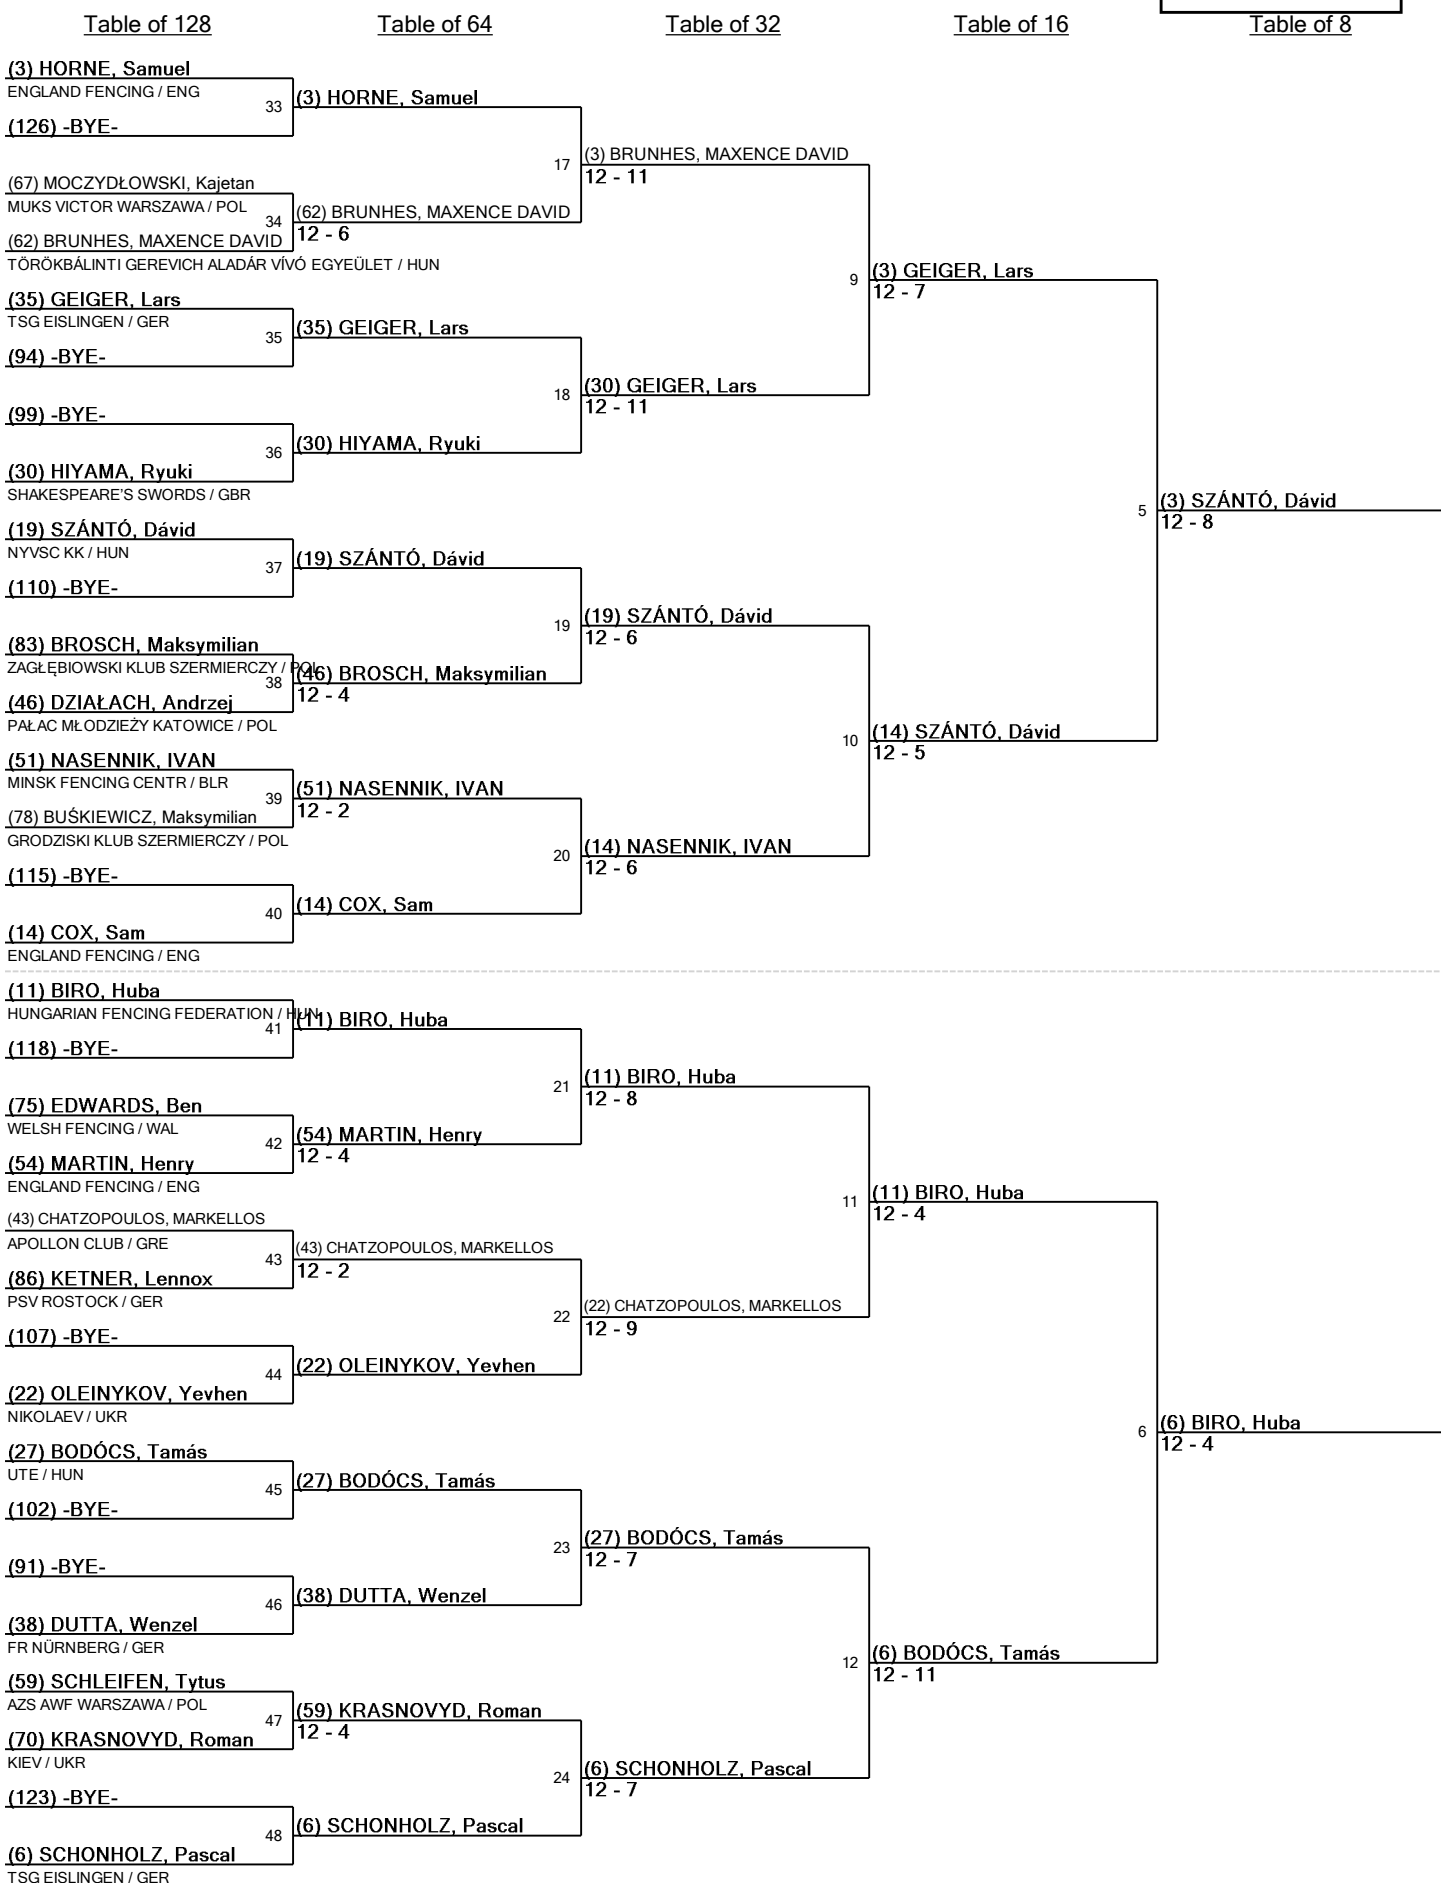 Table of 128
Table of 64
Table of 32
Table of 16
Table of 8
(3) HORNE, Samuel
ENGLAND FENCING / ENG
33
(126) -BYE-
(67) MOCZYDŁOWSKI, Kajetan
MUKS VICTOR WARSZAWA / POL
34
(62) BRUNHES, MAXENCE DAVID
TÖRÖKBÁLINTI GEREVICH ALADÁR VÍVÓ EGYEÜLET / HUN
(35) GEIGER, Lars
TSG EISLINGEN / GER
35
(94) -BYE-
(99) -BYE-
36
(30) HIYAMA, Ryuki
SHAKESPEARE'S SWORDS / GBR
(19) SZÁNTÓ, Dávid
NYVSC KK / HUN
37
(110) -BYE-
(83) BROSCH, Maksymilian
ZAGŁĘBIOWSKI KLUB SZERMIERCZY / POL
38
(46) DZIAŁACH, Andrzej
PAŁAC MŁODZIEŻY KATOWICE / POL
(51) NASENNIK, IVAN
MINSK FENCING CENTR / BLR
39
(78) BUŚKIEWICZ, Maksymilian
GRODZISKI KLUB SZERMIERCZY / POL
(115) -BYE-
40
(14) COX, Sam
ENGLAND FENCING / ENG
(11) BIRO, Huba
HUNGARIAN FENCING FEDERATION / HUN
41
(118) -BYE-
(75) EDWARDS, Ben
WELSH FENCING / WAL
42
(54) MARTIN, Henry
ENGLAND FENCING / ENG
(43) CHATZOPOULOS, MARKELLOS
APOLLON CLUB / GRE
43
(86) KETNER, Lennox
PSV ROSTOCK / GER
(107) -BYE-
44
(22) OLEINYKOV, Yevhen
NIKOLAEV / UKR
(27) BODÓCS, Tamás
UTE / HUN
45
(102) -BYE-
(91) -BYE-
46
(38) DUTTA, Wenzel
FR NÜRNBERG / GER
(59) SCHLEIFEN, Tytus
AZS AWF WARSZAWA / POL
47
(70) KRASNOVYD, Roman
KIEV / UKR
(123) -BYE-
48
(6) SCHONHOLZ, Pascal
TSG EISLINGEN / GER
(3) HORNE, Samuel
17
(62) BRUNHES, MAXENCE DAVID
12 - 6
(35) GEIGER, Lars
18
(30) HIYAMA, Ryuki
(19) SZÁNTÓ, Dávid
19
(46) BROSCH, Maksymilian
12 - 4
(51) NASENNIK, IVAN
12 - 2
20
(14) COX, Sam
(11) BIRO, Huba
21
(54) MARTIN, Henry
12 - 4
(43) CHATZOPOULOS, MARKELLOS
12 - 2
22
(22) OLEINYKOV, Yevhen
(27) BODÓCS, Tamás
23
(38) DUTTA, Wenzel
(59) KRASNOVYD, Roman
12 - 4
24
(6) SCHONHOLZ, Pascal
(3) BRUNHES, MAXENCE DAVID
12 - 11
9
(30) GEIGER, Lars
12 - 11
(19) SZÁNTÓ, Dávid
12 - 6
10
(14) NASENNIK, IVAN
12 - 6
(11) BIRO, Huba
12 - 8
11
(22) CHATZOPOULOS, MARKELLOS
12 - 9
(27) BODÓCS, Tamás
12 - 7
12
(6) SCHONHOLZ, Pascal
12 - 7
(3) GEIGER, Lars
12 - 7
5
(14) SZÁNTÓ, Dávid
12 - 5
(11) BIRO, Huba
12 - 4
6
(6) BODÓCS, Tamás
12 - 11
(3) SZÁNTÓ, Dávid
12 - 8
(6) BIRO, Huba
12 - 4